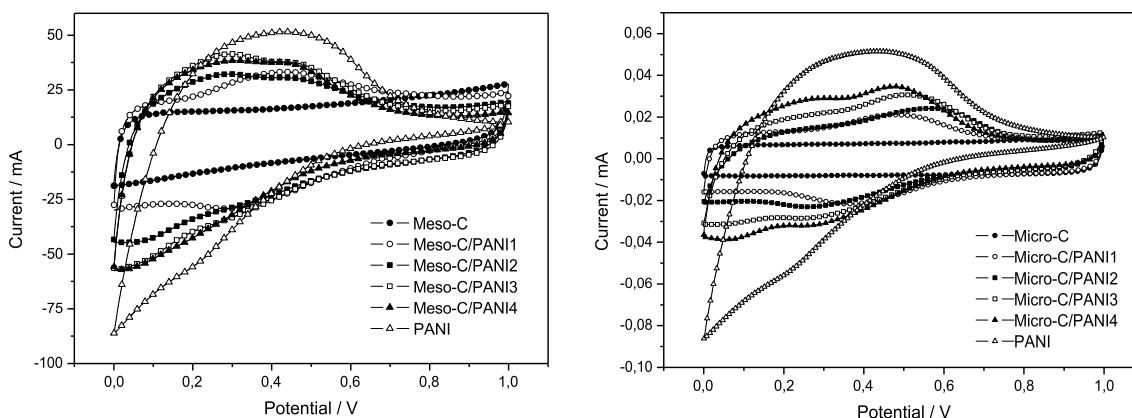 50
25
0
-25
-50
-75
-100
Current / mA
0,0 0,2 0,4 0,6 0,8 1,0
Potential / V
Meso-C
Meso-C/PANI1
Meso-C/PANI2
Meso-C/PANI3
Meso-C/PANI4
PANI
0,06
0,04
0,02
0,00
-0,02
-0,04
-0,06
-0,08
-0,10
Current / mA
0,0 0,2 0,4 0,6 0,8 1,0
Potential / V
Micro-C
Micro-C/PANI1
Micro-C/PANI2
Micro-C/PANI3
Micro-C/PANI4
PANI